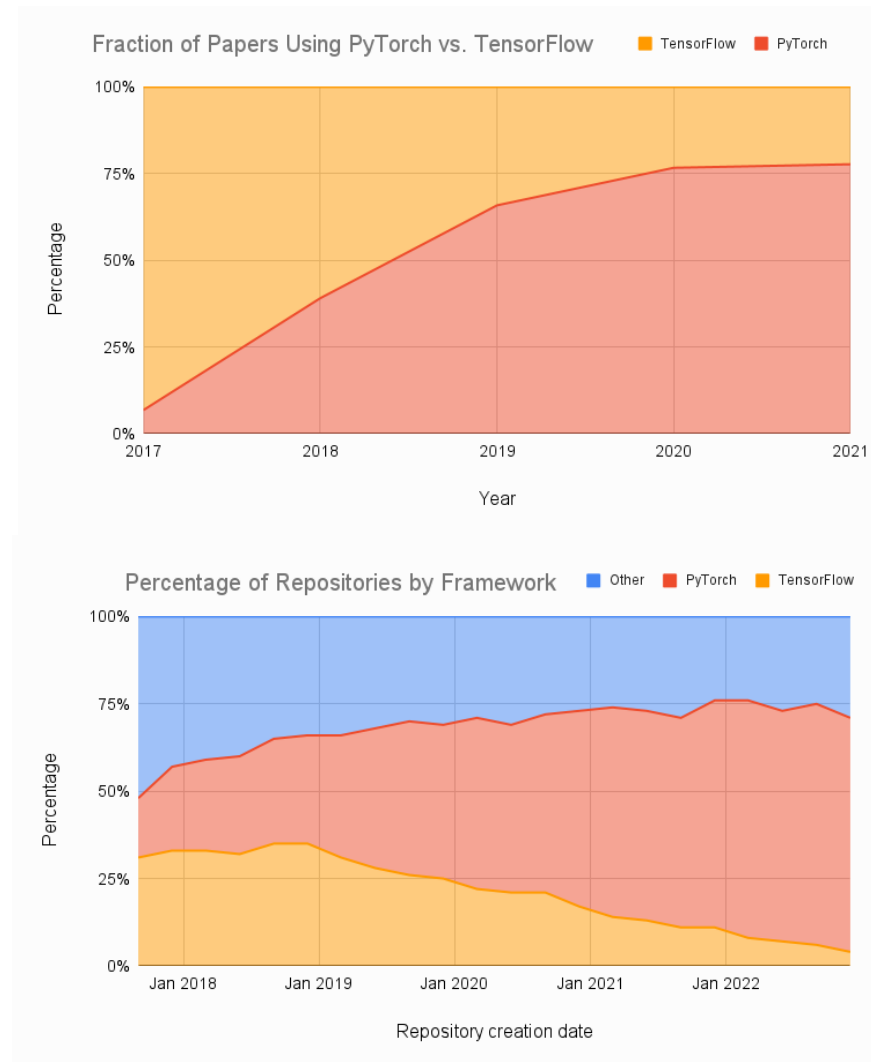 Fraction of Papers Using PyTorch vs. TensorFlow
TensorFlow
PyTorch
100%
75%
50%
25%
0%
Percentage
2017
2018
2019
2020
2021
Year
Percentage of Repositories by Framework
Other
PyTorch
TensorFlow
100%
75%
50%
25%
0%
Percentage
Jan 2018
Jan 2019
Jan 2020
Jan 2021
Jan 2022
Repository creation date